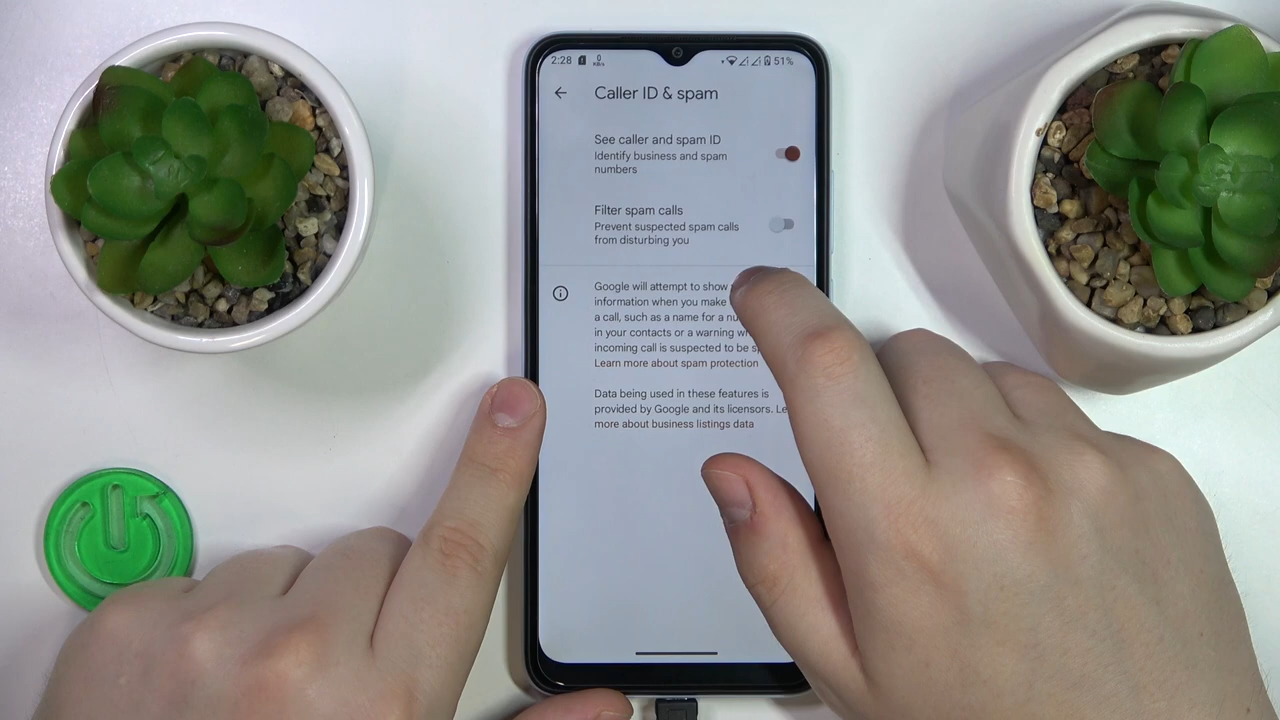 2:28
0
KB/s
51%
Caller ID & spam
See caller and spam ID
Identify business and spam
numbers
Filter spam calls
Prevent suspected spam calls
from disturbing you
Google will attempt to show
information when you make
a call, such as a name for a
in your contacts or a warning
incoming call is suspected to be
Learn more about spam protection
Data being used in these features is
provided by Google and its licensors.
more about business listings data